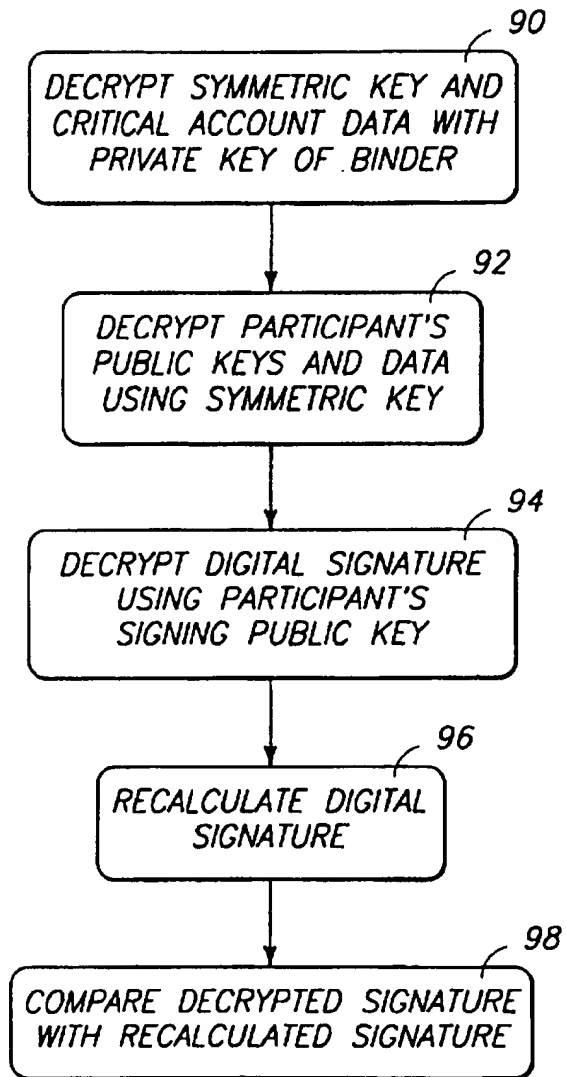 90
DECRYPT SYMMETRIC KEY AND
CRITICAL ACCOUNT DATA WITH
PRIVATE KEY OF BINDER
92
DECRYPT PARTICIPANT'S
PUBLIC KEYS AND DATA
USING SYMMETRIC KEY
94
DECRYPT DIGITAL SIGNATURE
USING PARTICIPANT'S
SIGNING PUBLIC KEY
96
RECALCULATE DIGITAL
SIGNATURE
98
COMPARE DECRYPTED SIGNATURE
WITH RECALCULATED SIGNATURE